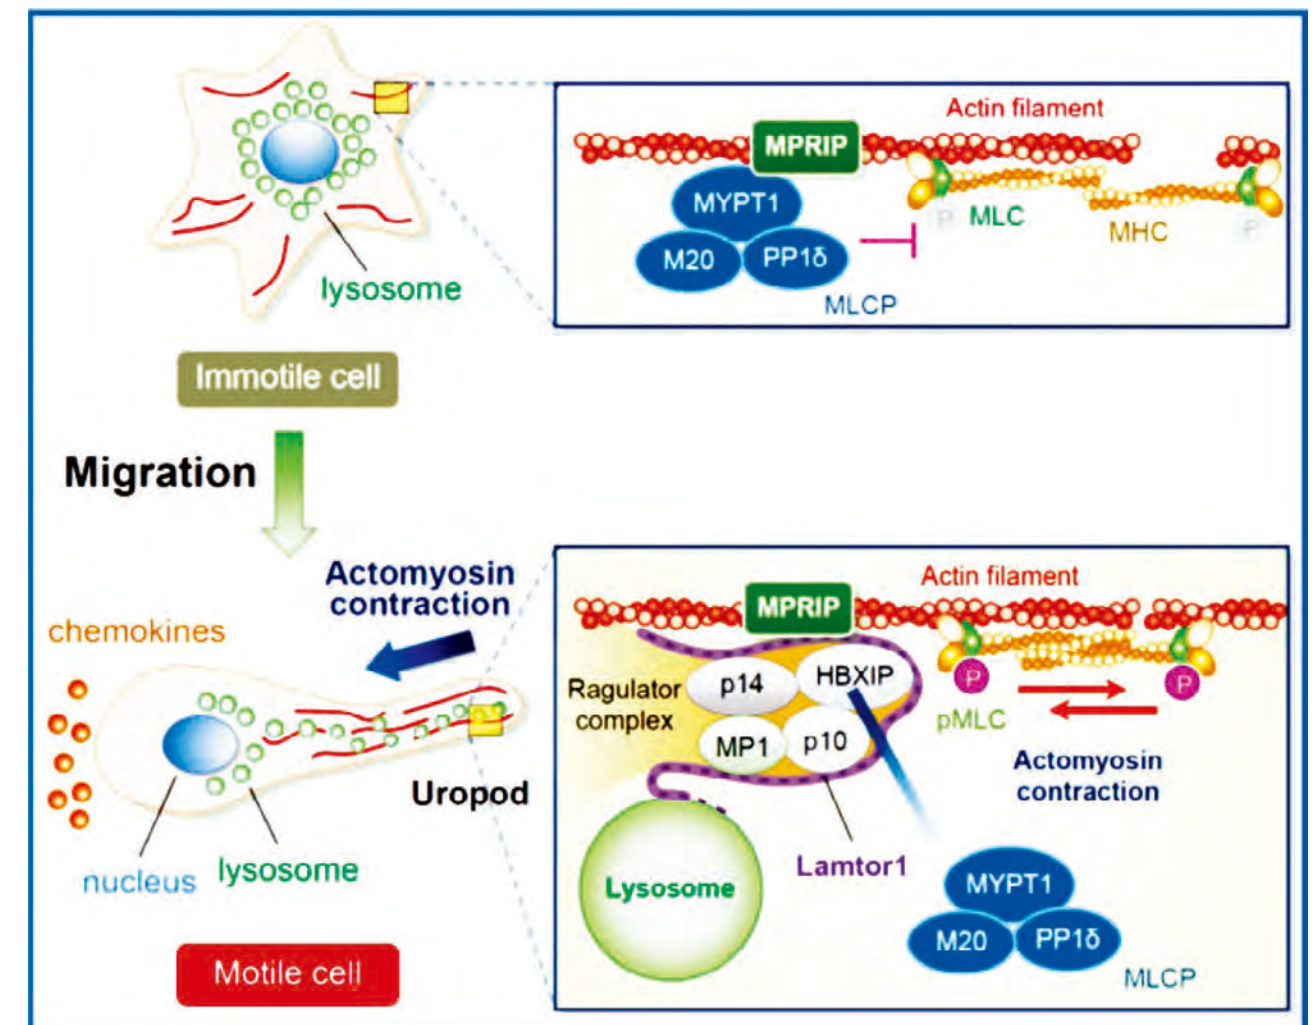 Actin filament
MPRIP
MYPT1
M20
PP1δ
MLCP
P
MLC
MHC
P
lysosome
Immotile cell
Migration
Actomyosin
contraction
chemokines
Uropod
nucleus
lysosome
Motile cell
Actin filament
MPRIP
Ragulator
complex
p14
HBXIP
MP1
p10
P
P
pMLC
Actomyosin
contraction
Lamtor1
Lysosome
MYPT1
M20
PP1δ
MLCP